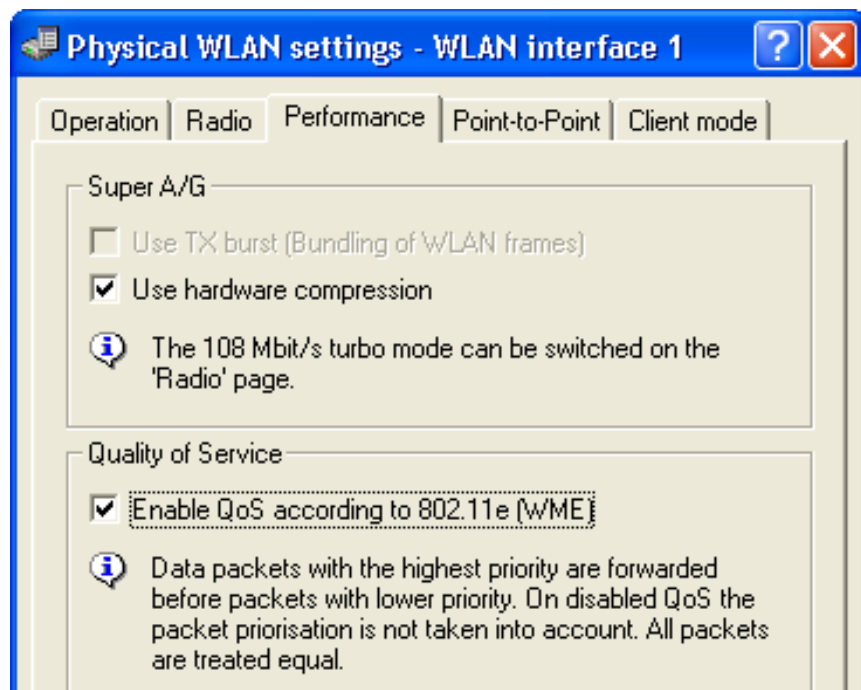 Physical WLAN settings - WLAN interface 1
Operation Radio Performance Point-to-Point Client mode
Super A/G
Use TX burst (Bundling of WLAN frames)
Use hardware compression
The 108 Mbit/s turbo mode can be switched on the
'Radio' page.
Quality of Service
Enable QoS according to 802.11e (WME)
Data packets with the highest priority are forwarded
before packets with lower priority. On disabled QoS the
packet priorisation is not taken into account. All packets
are treated equal.